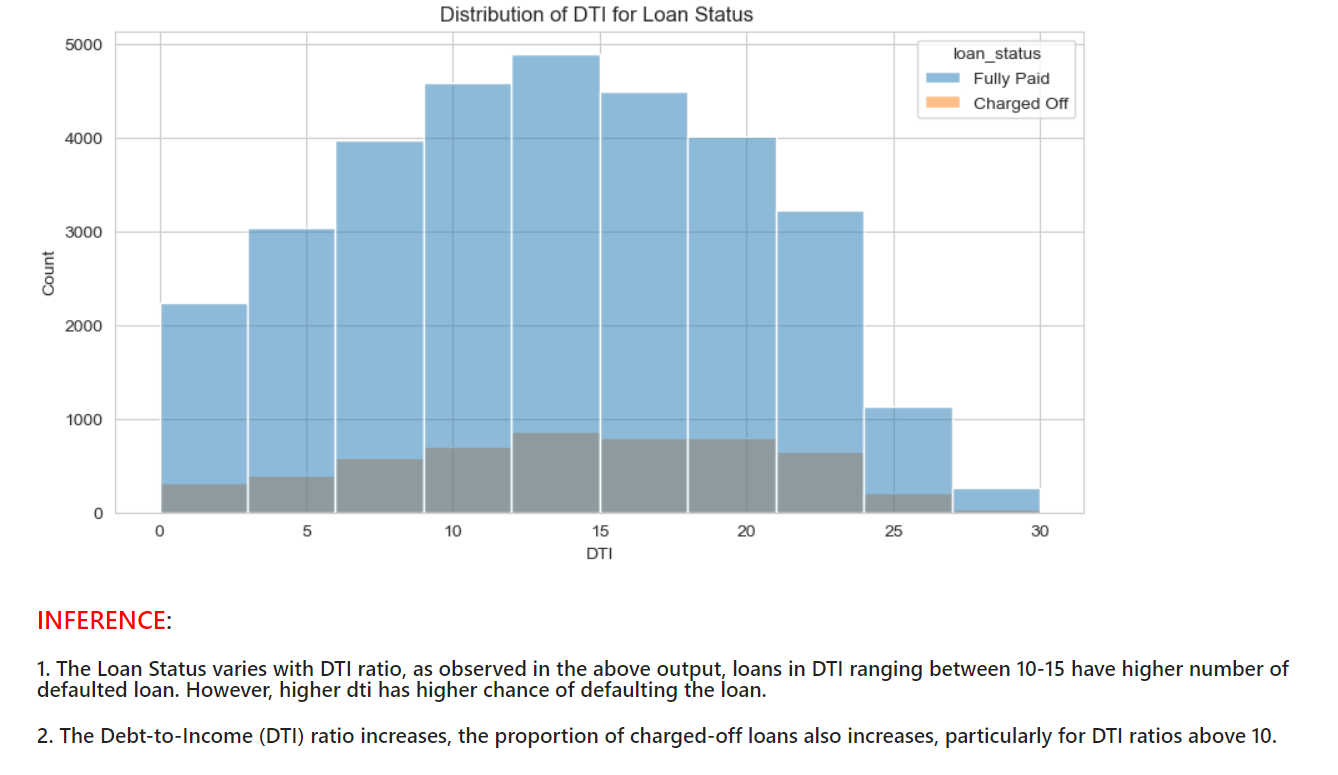 Distribution of DTI for Loan Status
5000
4000
3000
2000
1000
0
Count
loan_status
Fully Paid
Charged Off
0 5 10 15 20 25 30
DTI
INFERENCE:
1. The Loan Status varies with DTI ratio, as observed in the above output, loans in DTI ranging between 10-15 have higher number of
defaulted loan. However, higher dti has higher chance of defaulting the loan.
2. The Debt-to-Income (DTI) ratio increases, the proportion of charged-off loans also increases, particularly for DTI ratios above 10.